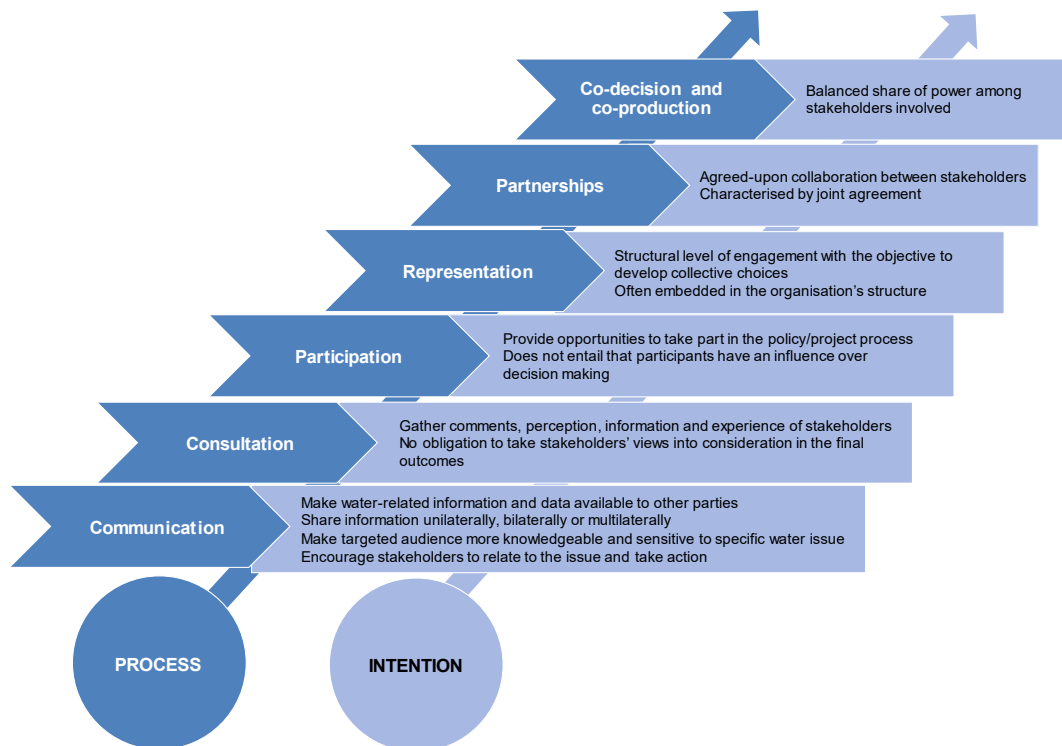 Co-decision and
co-production
Balanced share of power among
stakeholders involved
Partnerships
Agreed-upon collaboration between stakeholders
Characterised by joint agreement
Representation
Structural level of engagement with the objective to
develop collective choices
Often embedded in the organisation's structure
Participation
Provide opportunities to take part in the policy/project process
Does not entail that participants have an influence over
decision making
Consultation
Gather comments, perception, information and experience of stakeholders
No obligation to take stakeholders' views into consideration in the final
outcomes
Communication
Make water-related information and data available to other parties
Share information unilaterally, bilaterally or multilaterally
Make targeted audience more knowledgeable and sensitive to specific water issue
Encourage stakeholders to relate to the issue and take action
PROCESS
INTENTION